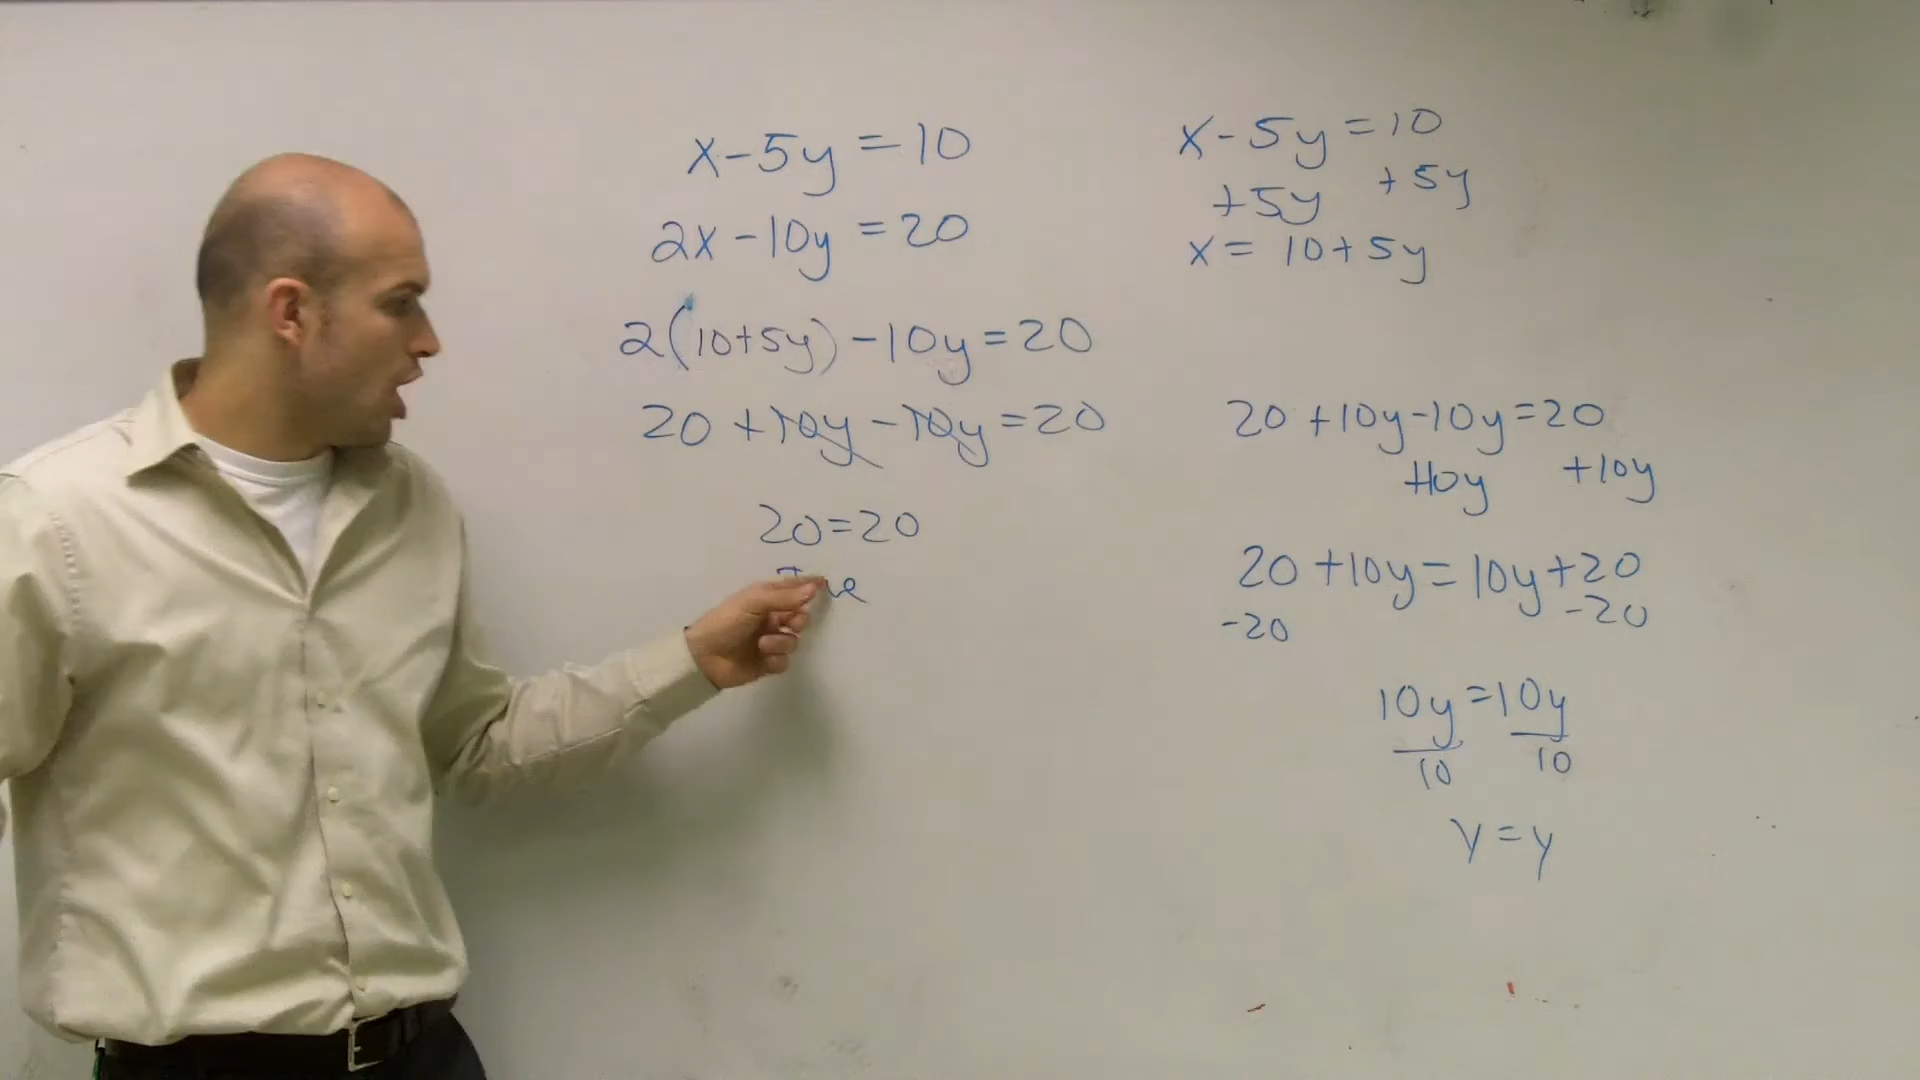 x-5y=10
2x-10y=20
2(10+5y)-10y=20
20+10y-10y=20
20=20
x-5y=10
+5y +5y
x=10+5y
20+10y-10y=20
+10y +10y
20+10y=10y+20
-20 -20
10y=10y
10 10
y=y